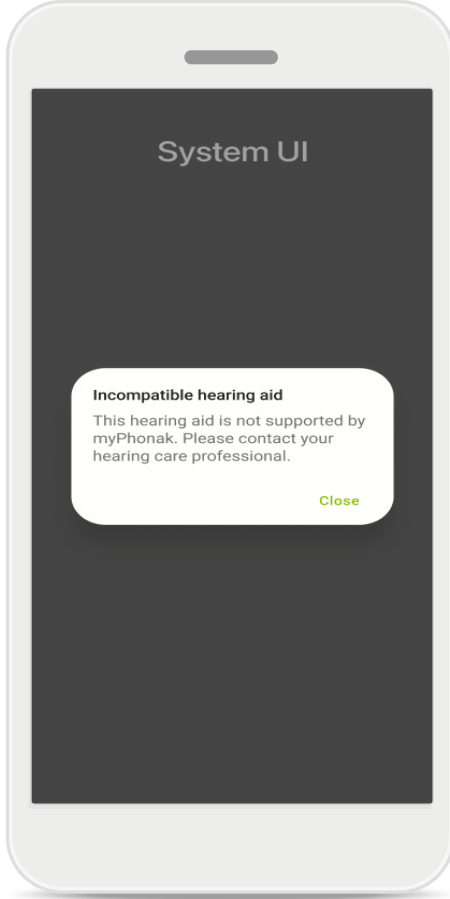 System UI
Incompatible hearing aid
This hearing aid is not supported by
myPhonak. Please contact your
hearing care professional.
Close